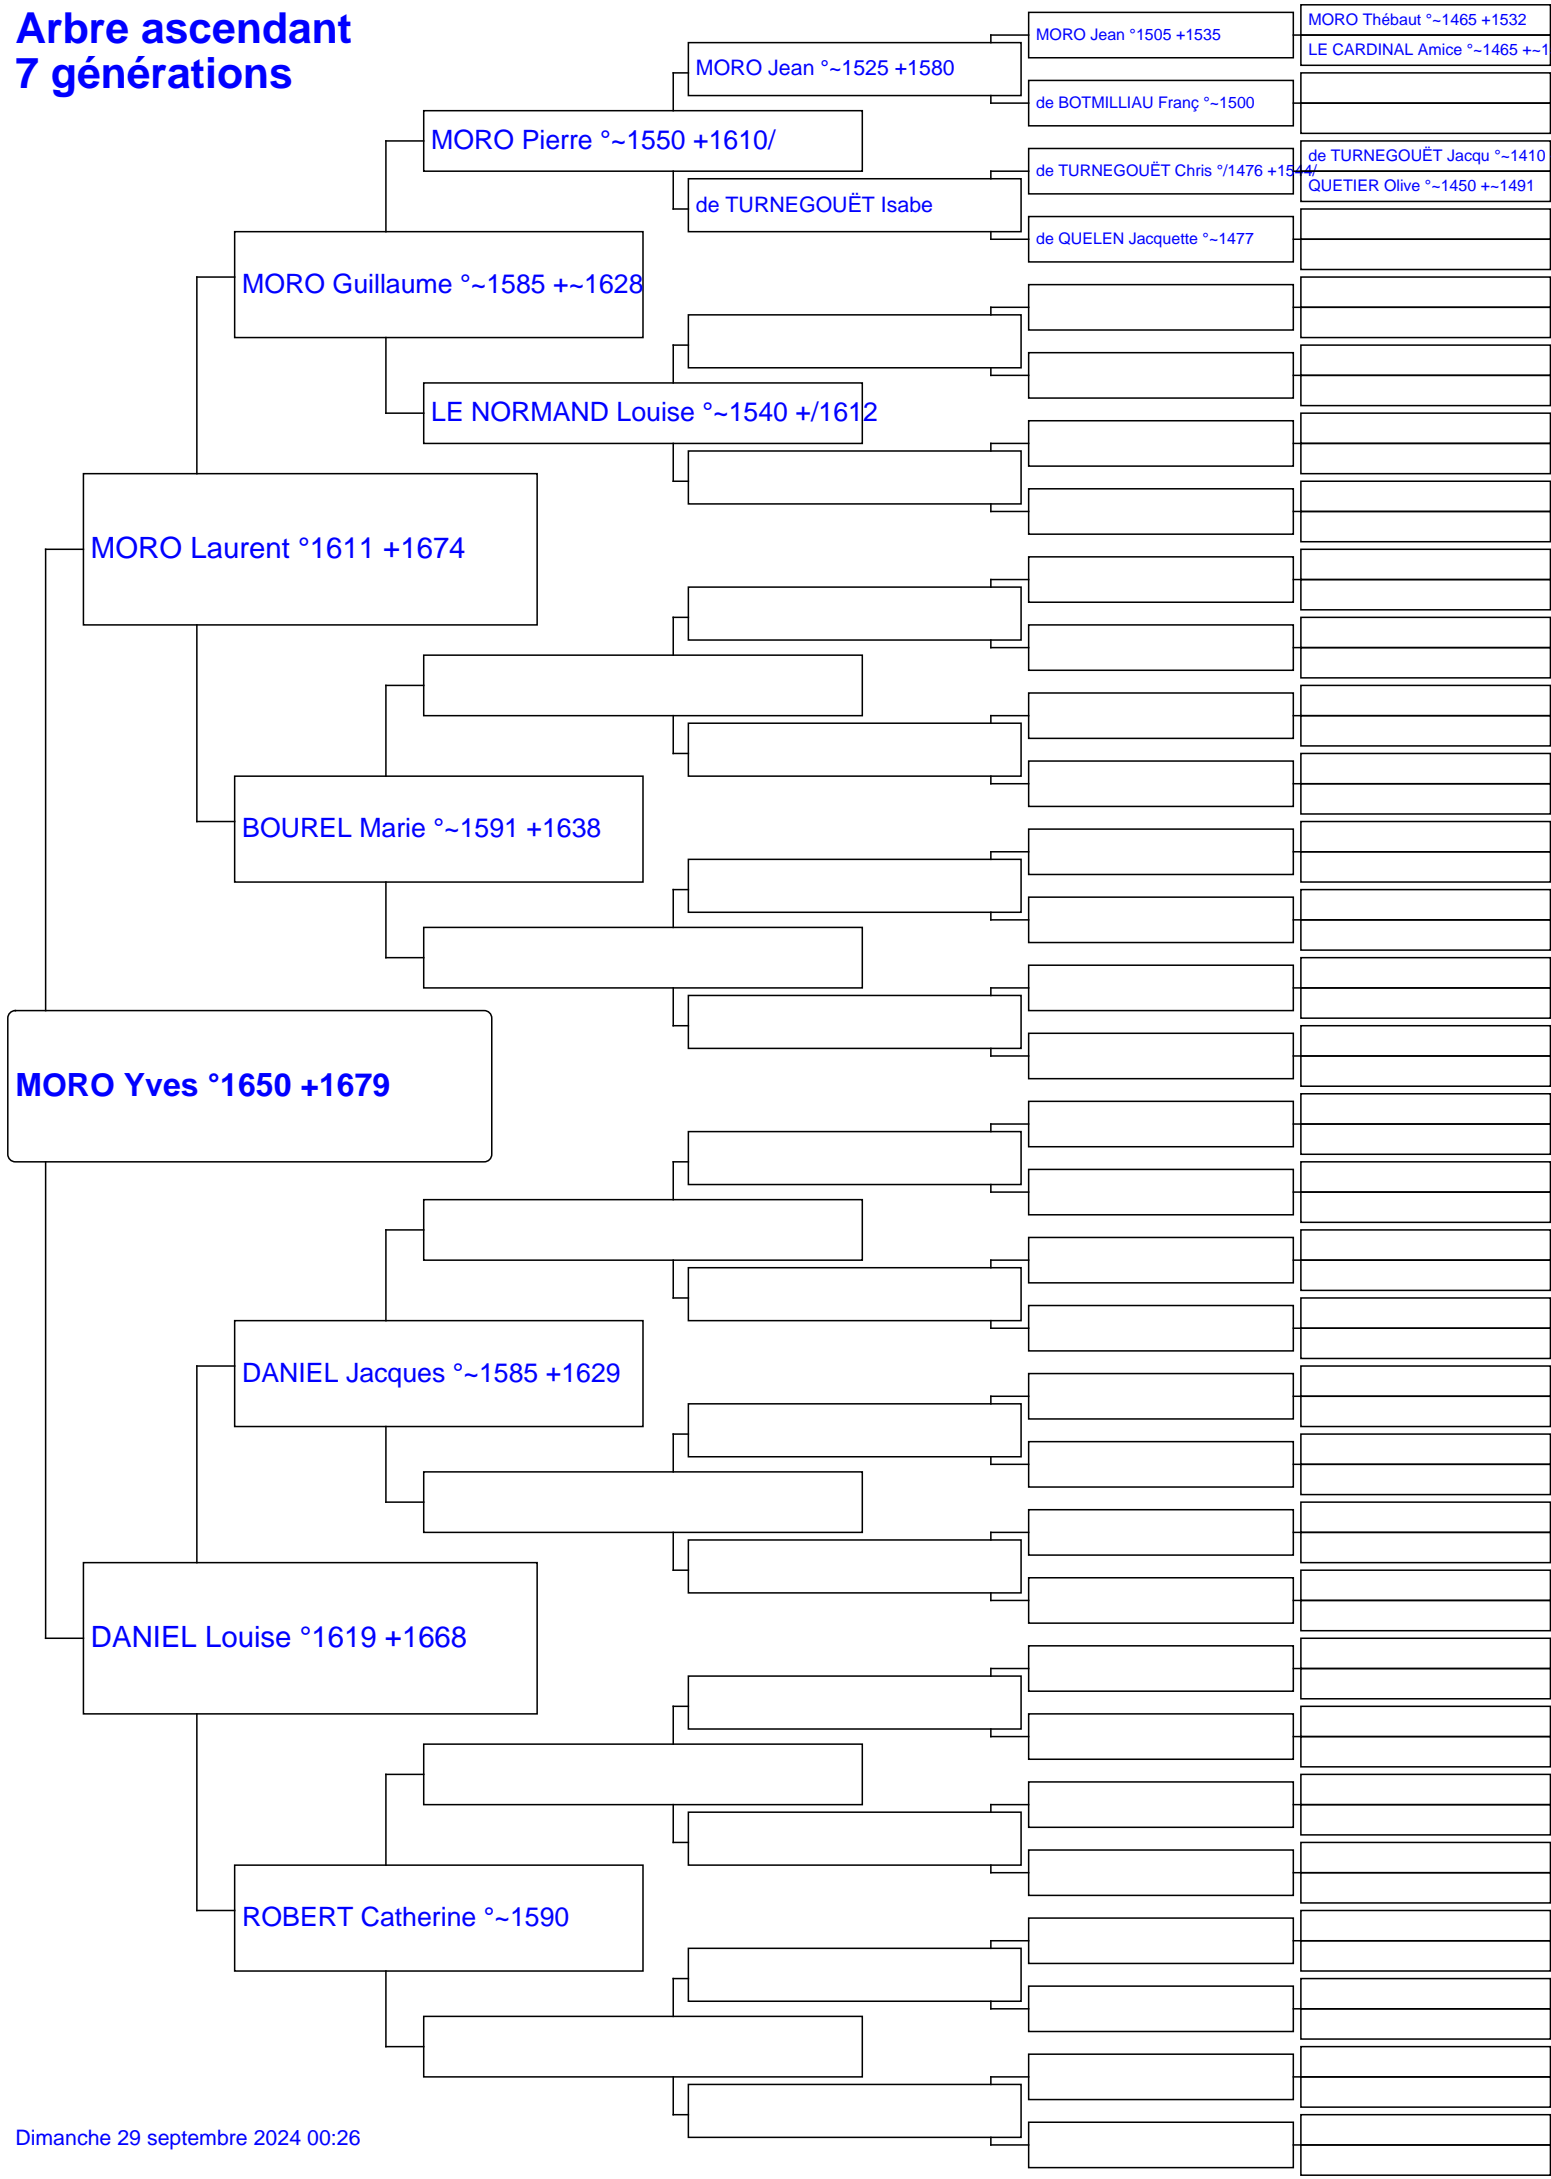 Arbre ascendant
7 générations
MORO Thébaut °~1465 +1532
MORO Jean °1505 +1535
LE CARDINAL Amice °~1465 +~1
MORO Jean °~1525 +1580
de BOTMILLIAU Franç °~1500
MORO Pierre °~1550 +1610/
de TURNEGOUËT Jacqu °~1410
de TURNEGOUËT Chris °/1476 +1544/
QUETIER Olive °~1450 +~1491
de TURNEGOUËT Isabe
de QUELEN Jacquette °~1477
MORO Guillaume °~1585 +~1628
LE NORMAND Louise °~1540 +/1612
MORO Laurent °1611 +1674
BOUREL Marie °~1591 +1638
MORO Yves °1650 +1679
DANIEL Jacques °~1585 +1629
DANIEL Louise °1619 +1668
ROBERT Catherine °~1590
Dimanche 29 septembre 2024 00:26